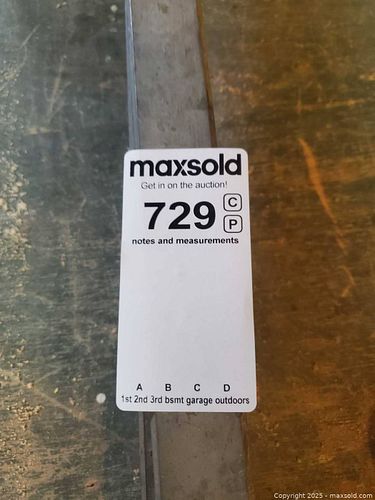 maxsold
Get in on the auction!
729 C
P
notes and measurements
A B C D
1st 2nd 3rd bsmt garage outdoors
Copyright 2025 - maxsold.com